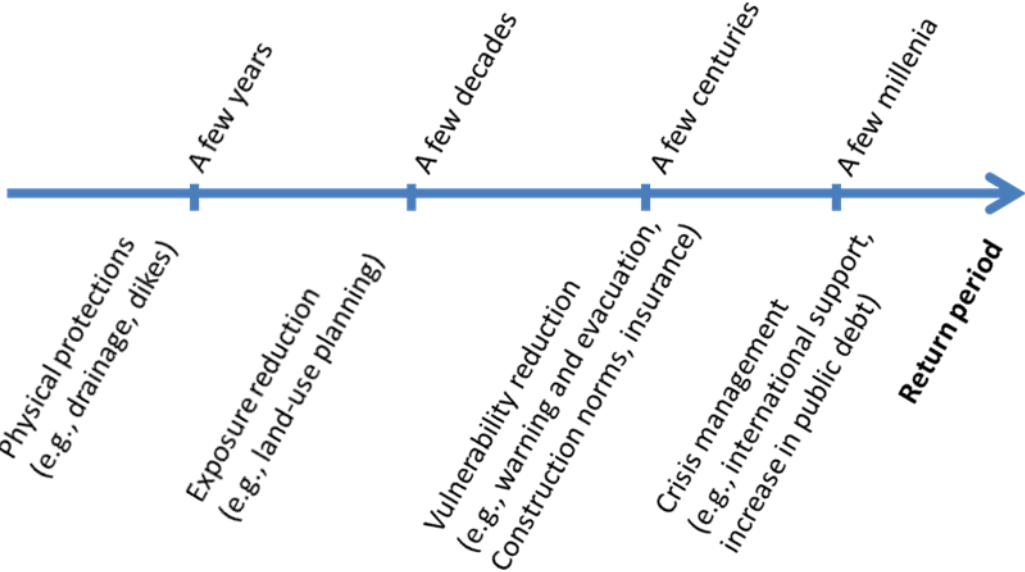 A few years
A few decades
A few centuries
A few millenia
Physical protections
(e.g., drainage, dikes)
Exposure reduction
(e.g., land-use planning)
Vulnerability reduction
(e.g., warning and evacuation,
Construction norms, insurance)
Crisis management
(e.g., international support,
increase in public debt)
Return period